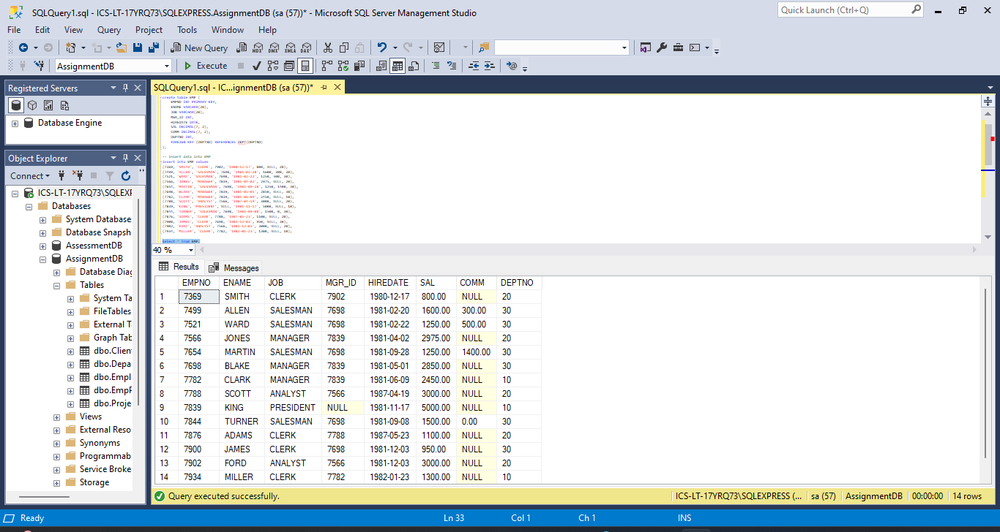 SQLQuery1.sql - ICS-LT-17YRQ73\SQLEXPRESS.AssignmentDB (sa (57))* - Microsoft SQL Server Management Studio
Quick Launch (Ctrl+Q)
File Edit View Query Project Tools Window Help
New Query MDX DMX XMLA DAX
AssignmentDB Execute
Registered Servers
Database Engine
Object Explorer
Connect
ICS-LT-17YRQ73\SQLEXF
Databases
System Database
Database Snapsh
AssessmentDB
AssignmentDB
Database Diag
Tables
System Ta
FileTables
External T
Graph Tab
dbo.Clien
dbo.Depa
dbo.Empl
dbo.EmpF
dbo.Proje
Views
External Reso
Synonyms
Programmab
Service Broke
Storage
SQLQuery1.sql - IC...ignmentDB (sa (57))*
create table EMP (
EMPNO INT PRIMARY KEY,
ENAME VARCHAR(20),
JOB VARCHAR(20),
MGR_ID INT,
HIREDATE DATE,
SAL DECIMAL(7, 2),
COMM DECIMAL(7, 2),
DEPTNO INT,
FOREIGN KEY (DEPTNO) REFERENCES DEPT(DEPTNO)
);
-- Insert data into EMP
insert into EMP values
(7369, 'SMITH', 'CLERK', 7902, '1980-12-17', 800, NULL, 20),
(7499, 'ALLEN', 'SALESMAN', 7698, '1981-02-20', 1600, 300, 30),
(7521, 'WARD', 'SALESMAN', 7698, '1981-02-22', 1250, 500, 30),
(7566, 'JONES', 'MANAGER', 7839, '1981-04-02', 2975, NULL, 20),
(7654, 'MARTIN', 'SALESMAN', 7698, '1981-09-28', 1250, 1400, 30),
(7698, 'BLAKE', 'MANAGER', 7839, '1981-05-01', 2850, NULL, 30),
(7782, 'CLARK', 'MANAGER', 7839, '1981-06-09', 2450, NULL, 10),
(7788, 'SCOTT', 'ANALYST', 7566, '1987-04-19', 3000, NULL, 20),
(7839, 'KING', 'PRESIDENT', NULL, '1981-11-17', 5000, NULL, 10),
(7844, 'TURNER', 'SALESMAN', 7698, '1981-09-08', 1500, 0, 30),
(7876, 'ADAMS', 'CLERK', 7788, '1987-05-23', 1100, NULL, 20),
(7900, 'JAMES', 'CLERK', 7698, '1981-12-03', 950, NULL, 30),
(7902, 'FORD', 'ANALYST', 7566, '1981-12-03', 3000, NULL, 20),
(7934, 'MILLER', 'CLERK', 7782, '1982-01-23', 1300, NULL, 10);
select * from EMP;
40 %
Results Messages
EMPNO ENAME JOB MGR_ID HIREDATE SAL COMM DEPTNO
1 7369 SMITH CLERK 7902 1980-12-17 800.00 NULL 20
2 7499 ALLEN SALESMAN 7698 1981-02-20 1600.00 300.00 30
3 7521 WARD SALESMAN 7698 1981-02-22 1250.00 500.00 30
4 7566 JONES MANAGER 7839 1981-04-02 2975.00 NULL 20
5 7654 MARTIN SALESMAN 7698 1981-09-28 1250.00 1400.00 30
6 7698 BLAKE MANAGER 7839 1981-05-01 2850.00 NULL 30
7 7782 CLARK MANAGER 7839 1981-06-09 2450.00 NULL 10
8 7788 SCOTT ANALYST 7566 1987-04-19 3000.00 NULL 20
9 7839 KING PRESIDENT NULL 1981-11-17 5000.00 NULL 10
10 7844 TURNER SALESMAN 7698 1981-09-08 1500.00 0.00 30
11 7876 ADAMS CLERK 7788 1987-05-23 1100.00 NULL 20
12 7900 JAMES CLERK 7698 1981-12-03 950.00 NULL 30
13 7902 FORD ANALYST 7566 1981-12-03 3000.00 NULL 20
14 7934 MILLER CLERK 7782 1982-01-23 1300.00 NULL 10
Query executed successfully. ICS-LT-17YRQ73\SQLEXPRESS (... sa (57) AssignmentDB 00:00:00 14 rows
Ready Ln 33 Col 1 Ch 1 INS